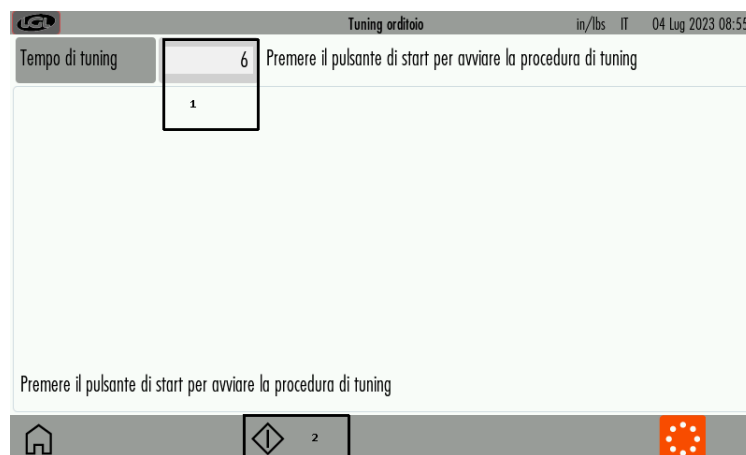 LGL Tuning orditoio in/lbs IT 04 Lug 2023 08:55
Tempo di tuning 6 Premere il pulsante di start per avviare la procedura di tuning
1
Premere il pulsante di start per avviare la procedura di tuning
2